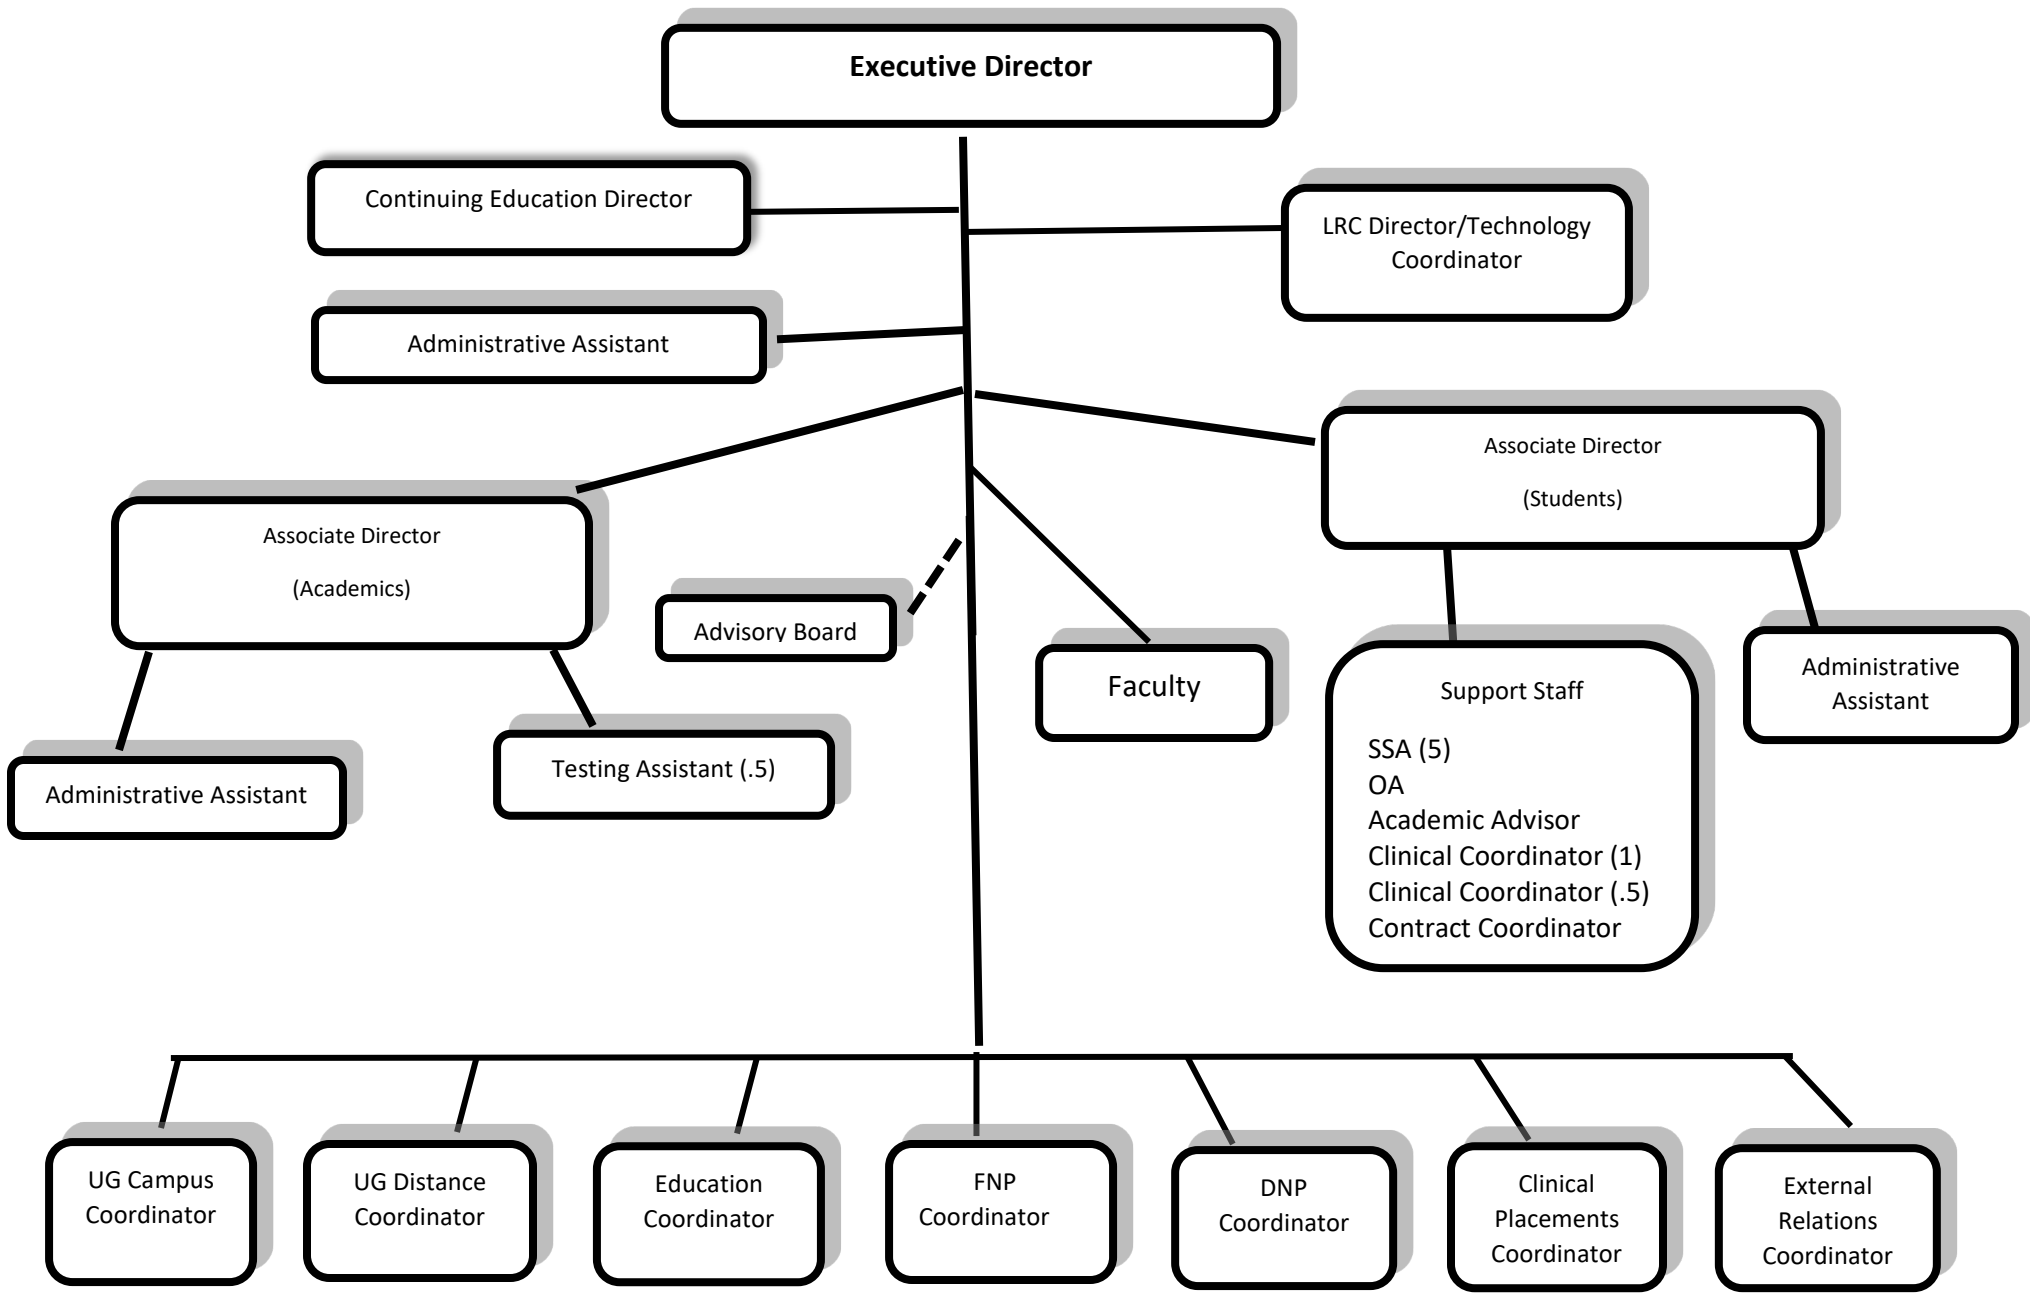 Executive Director
Continuing Education Director
LRC Director/Technology
Coordinator
Administrative Assistant
Associate Director
(Students)
Associate Director
(Academics)
Advisory Board
Faculty
Support Staff
SSA (5)
OA
Academic Advisor
Clinical Coordinator (1)
Clinical Coordinator (.5)
Contract Coordinator
Administrative
Assistant
Administrative Assistant
Testing Assistant (.5)
UG Campus
Coordinator
UG Distance
Coordinator
Education
Coordinator
FNP
Coordinator
DNP
Coordinator
Clinical
Placements
Coordinator
External
Relations
Coordinator